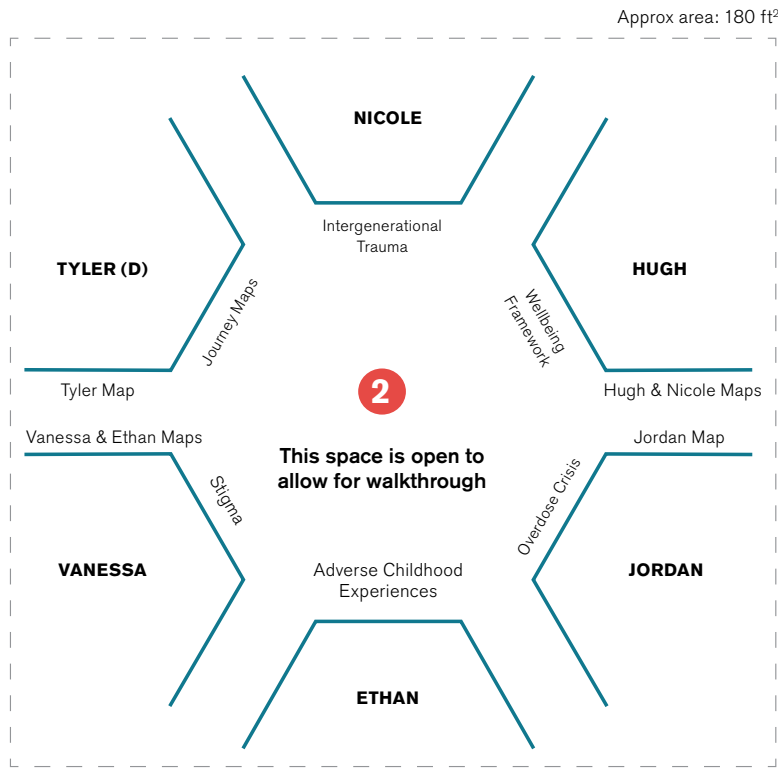 Approx area: 180 ft²
NICOLE
Intergenerational
Trauma
TYLER (D)
Journey Maps
HUGH
Wellbeing
Framework
Tyler Map
2
Hugh & Nicole Maps
Vanessa & Ethan Maps
Jordan Map
This space is open to
allow for walkthrough
Stigma
Overdose Crisis
VANESSA
Adverse Childhood
Experiences
JORDAN
ETHAN